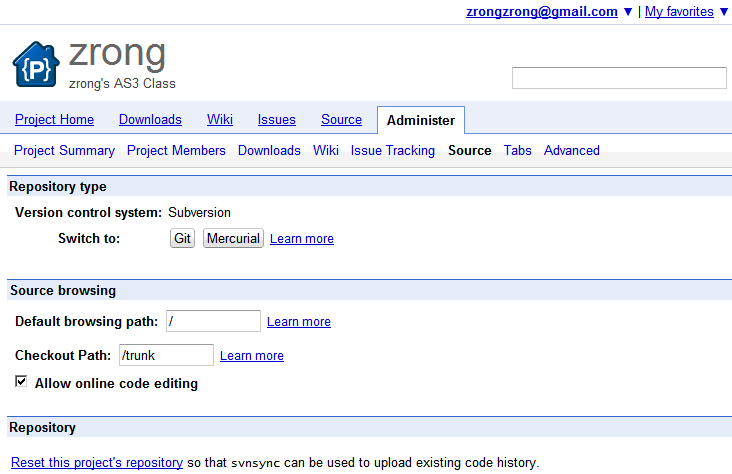 zrongzrong@gmail.com ▼ | My favorites ▼
{P}
zrong
zrong's AS3 Class
Project Home Downloads Wiki Issues Source Administer
Project Summary Project Members Downloads Wiki Issue Tracking Source Tabs Advanced
Repository type
Version control system: Subversion
Switch to: Git Mercurial Learn more
Source browsing
Default browsing path: / Learn more
Checkout Path: /trunk Learn more
Allow online code editing
Repository
Reset this project's repository so that svnsync can be used to upload existing code history.